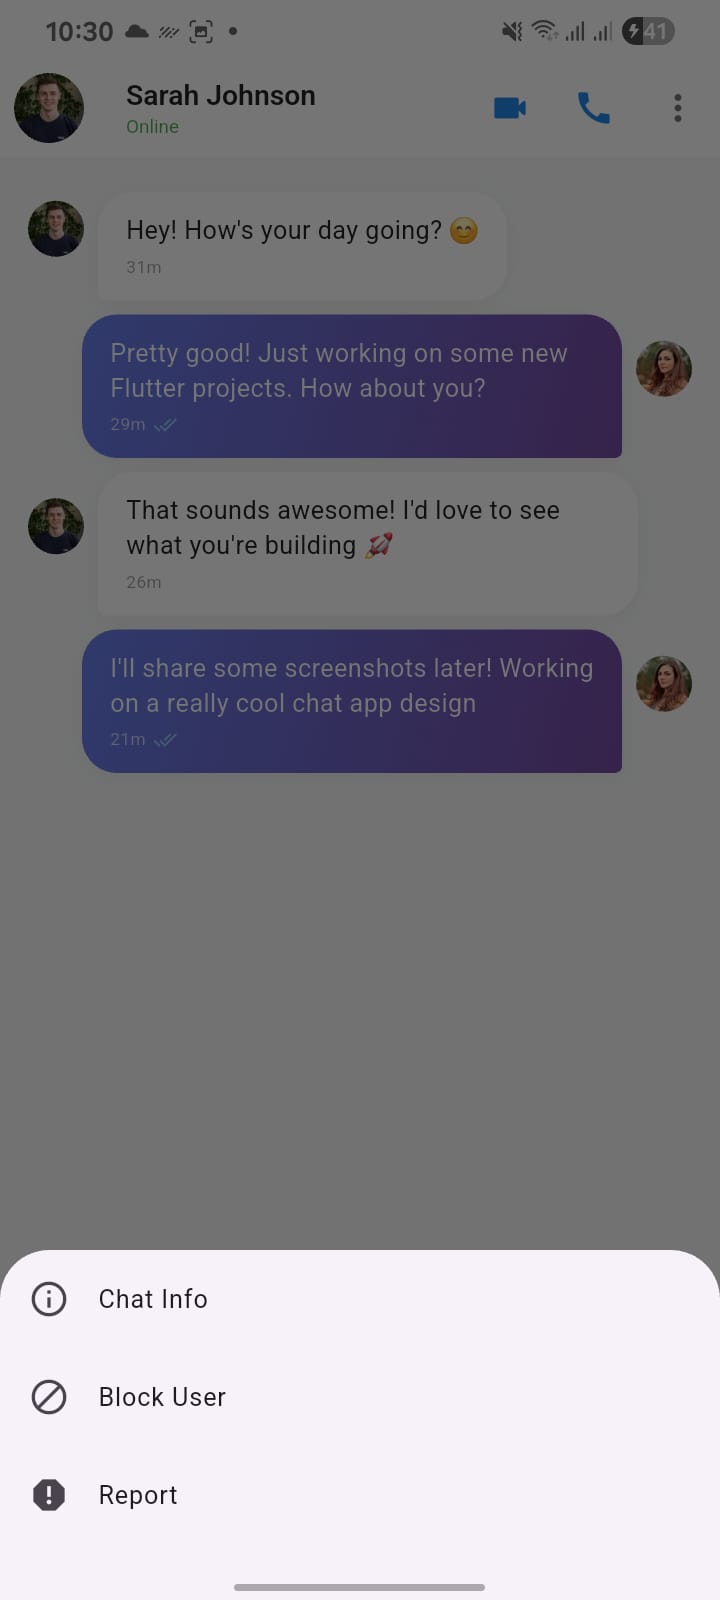 10:30
41
Sarah Johnson
Online
Hey! How's your day going? 😊
31m
Pretty good! Just working on some new
Flutter projects. How about you?
29m
That sounds awesome! I'd love to see
what you're building 🚀
26m
I'll share some screenshots later! Working
on a really cool chat app design
21m
Chat Info
Block User
Report